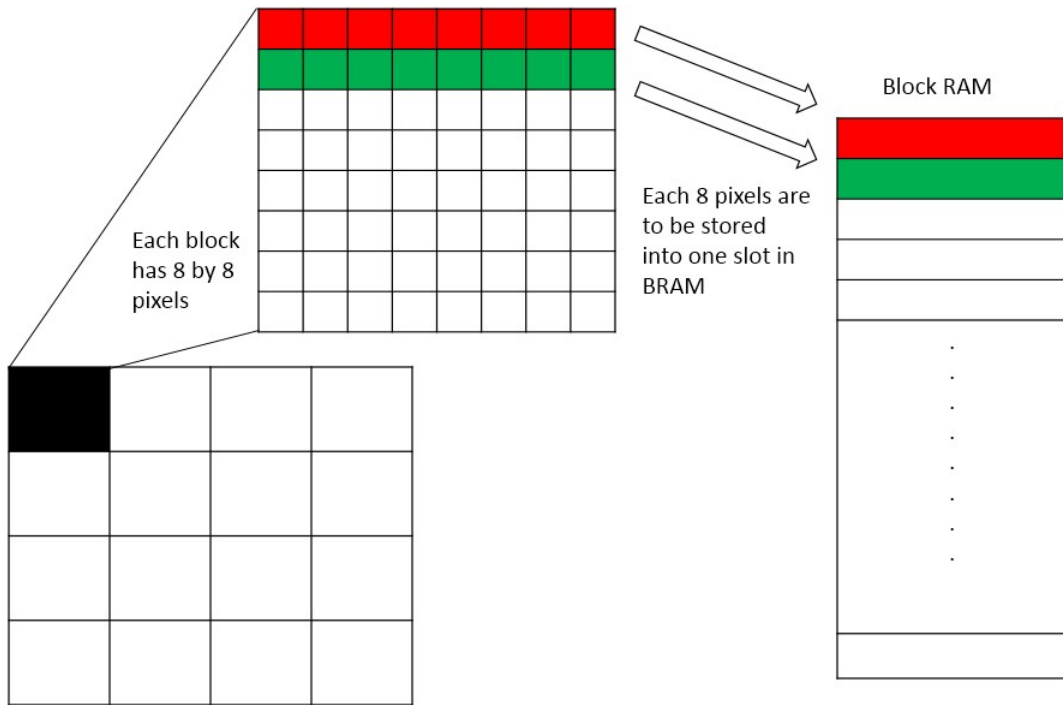 Block RAM
Each 8 pixels are
to be stored
into one slot in
BRAM
Each block
has 8 by 8
pixels